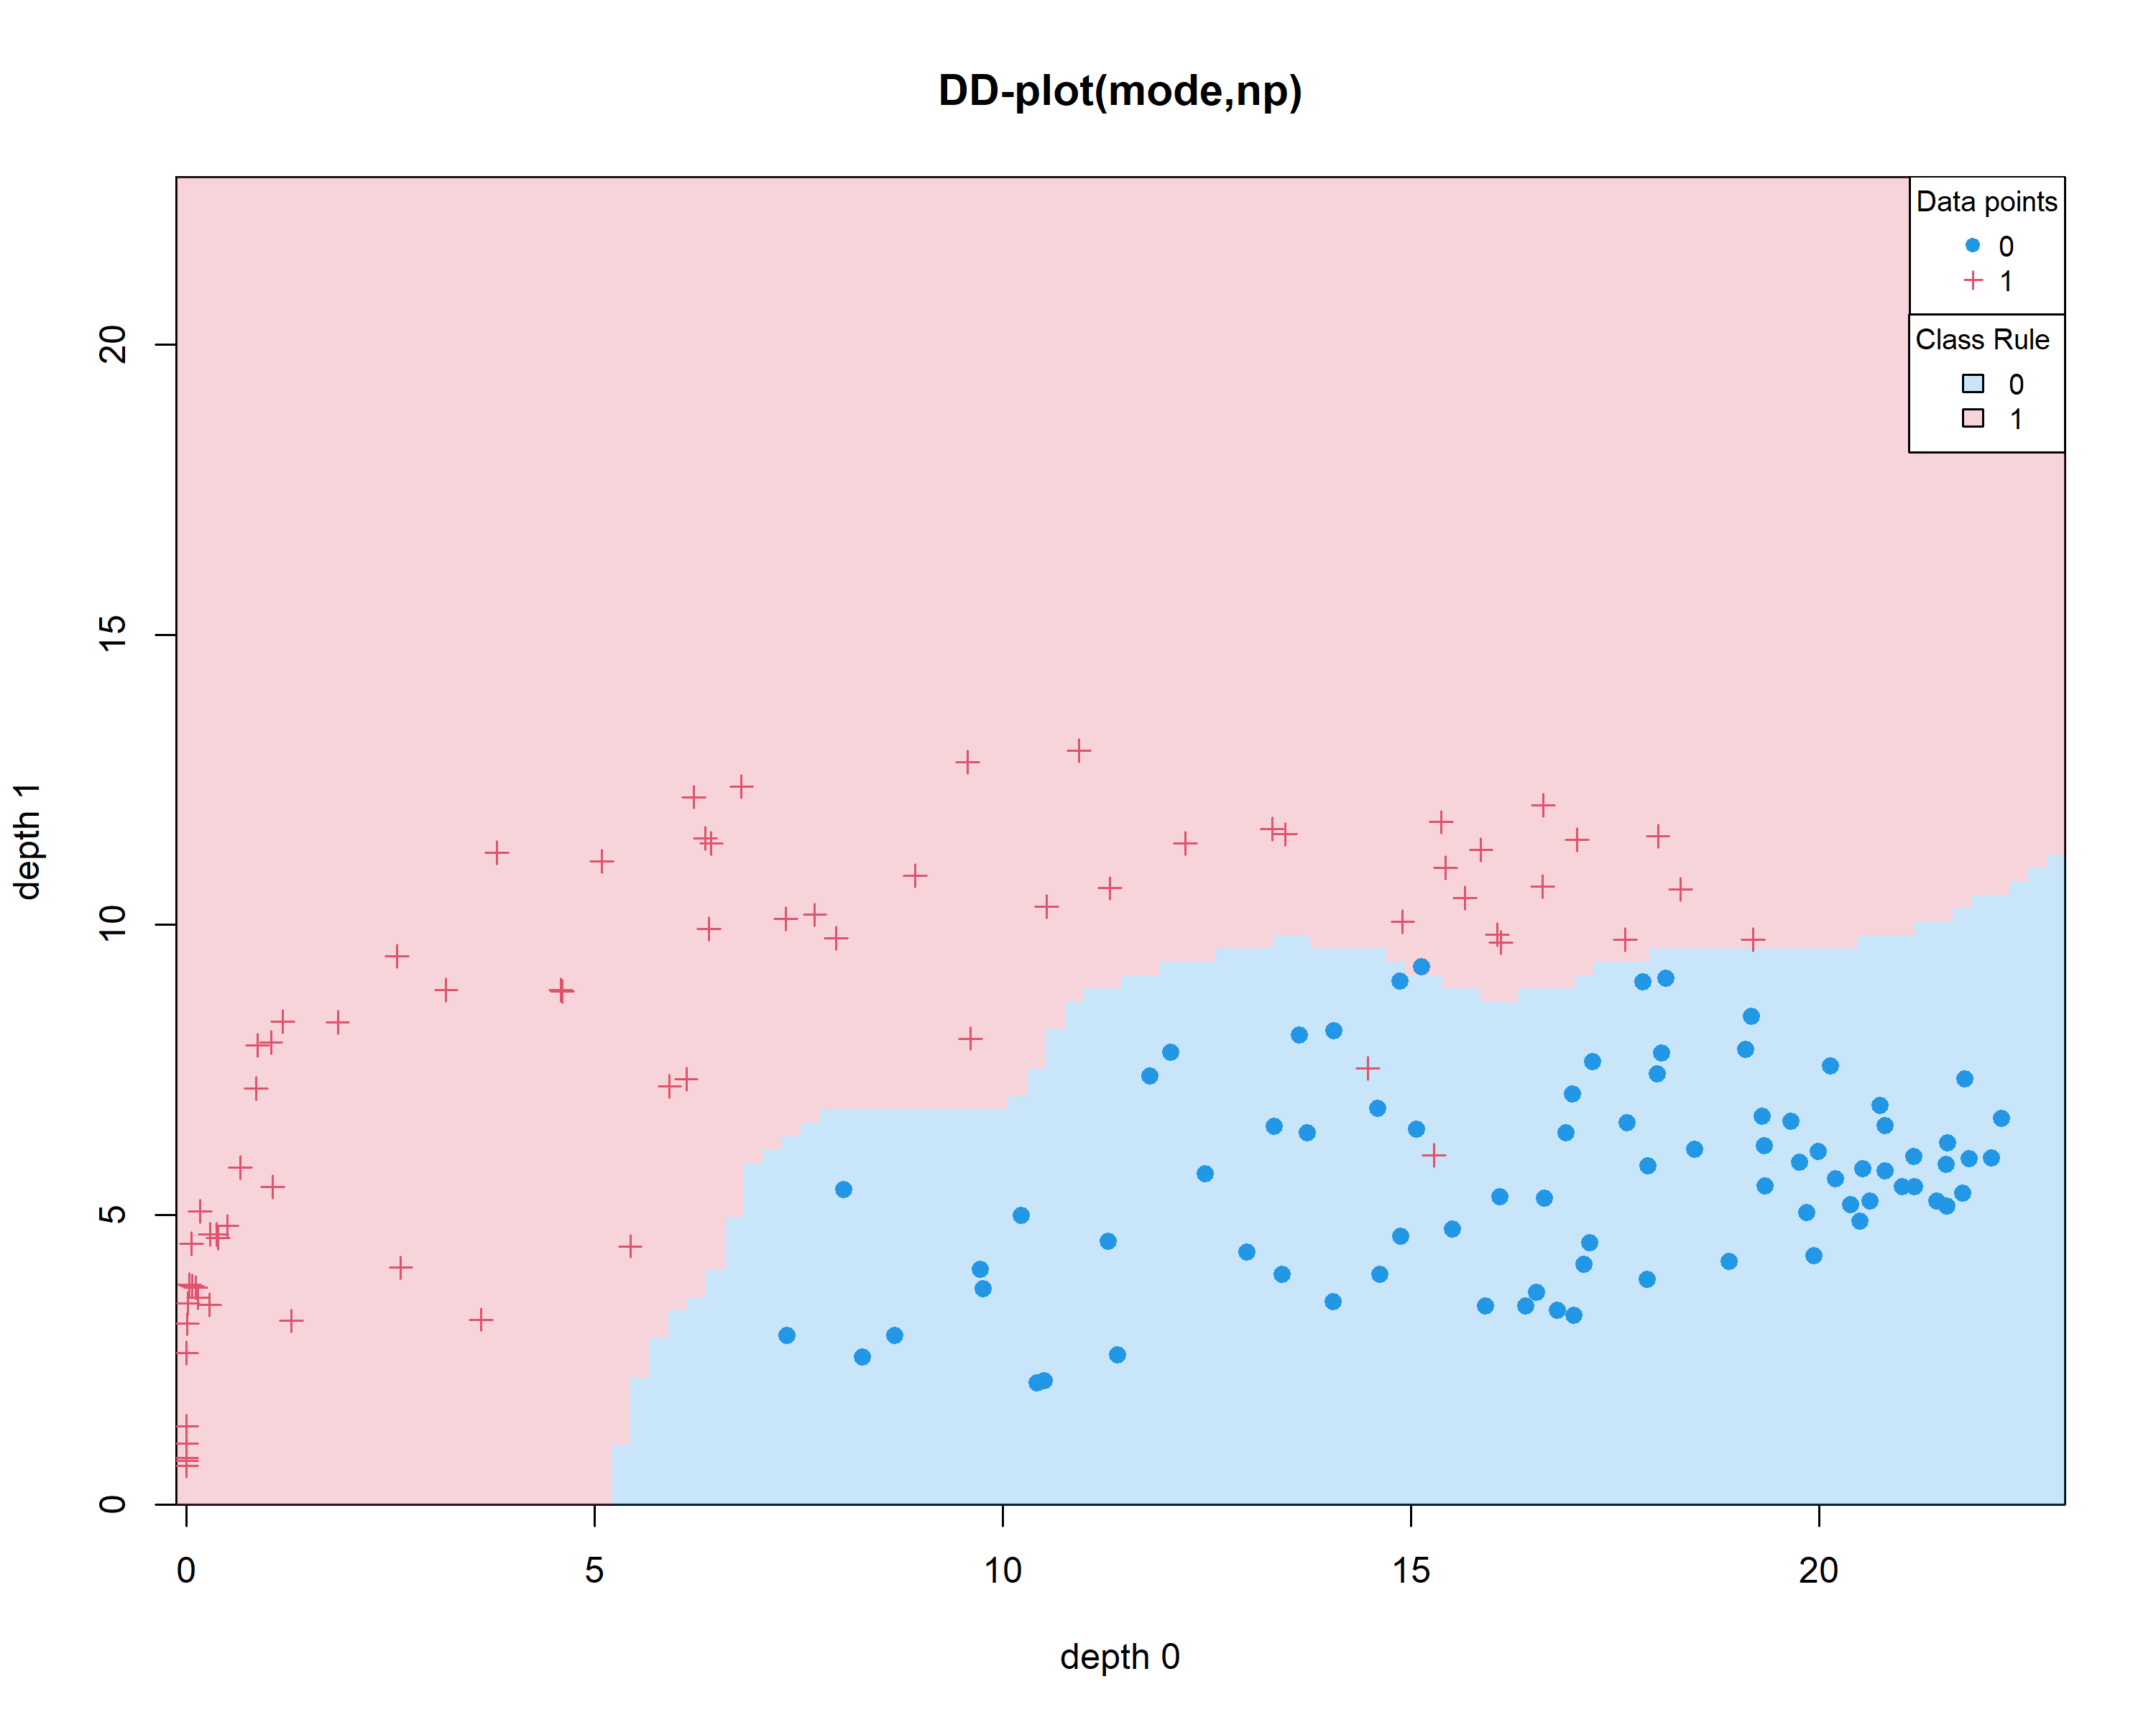 DD-plot(mode,np)
Data points
0
1
Class Rule
0
1
depth 1
20
15
10
5
0
0 5 10 15 20
depth 0